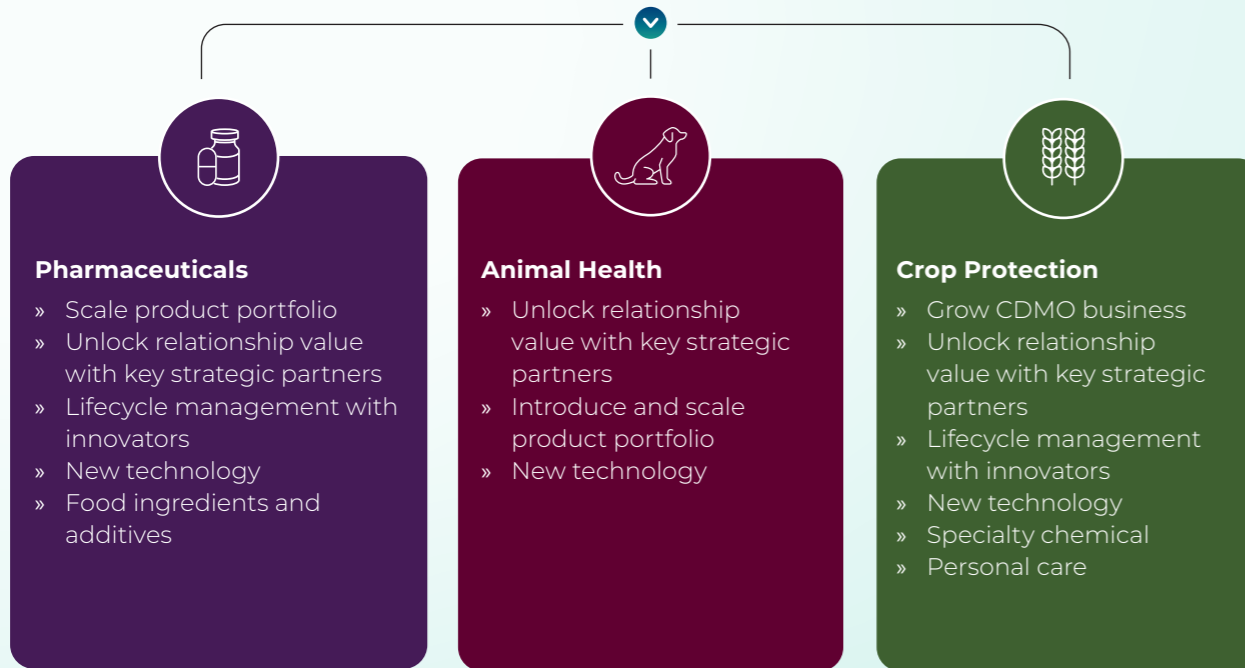 Pharmaceuticals
» Scale product portfolio
» Unlock relationship value
with key strategic partners
» Lifecycle management with
innovators
» New technology
» Food ingredients and
additives
Animal Health
» Unlock relationship
value with key strategic
partners
» Introduce and scale
product portfolio
» New technology
Crop Protection
» Grow CDMO business
» Unlock relationship
value with key strategic
partners
» Lifecycle management
with innovators
» New technology
» Specialty chemical
» Personal care